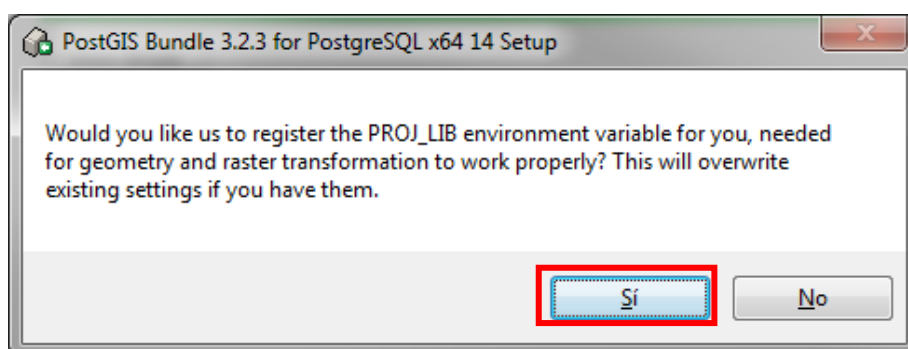 PostGIS Bundle 3.2.3 for PostgreSQL x64 14 Setup
Would you like us to register the PROJ_LIB environment variable for you, needed
for geometry and raster transformation to work properly? This will overwrite
existing settings if you have them.
Sí
No